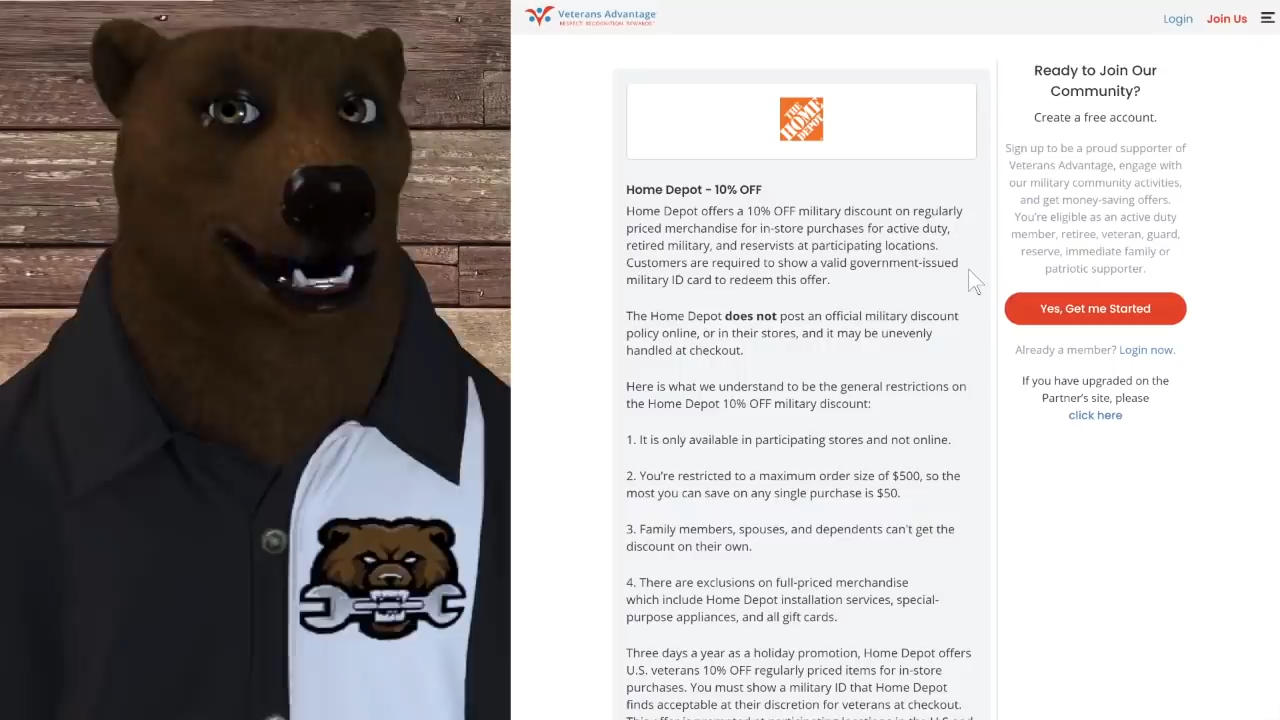 Veterans Advantage
RESPECT. RECOGNITION. REWARDS.
Login
Join Us
THE HOME DEPOT
Home Depot - 10% OFF
Home Depot offers a 10% OFF military discount on regularly
priced merchandise for in-store purchases for active duty,
retired military, and reservists at participating locations.
Customers are required to show a valid government-issued
military ID card to redeem this offer.
The Home Depot does not post an official military discount
policy online, or in their stores, and it may be unevenly
handled at checkout.
Here is what we understand to be the general restrictions on
the Home Depot 10% OFF military discount:
1. It is only available in participating stores and not online.
2. You're restricted to a maximum order size of $500, so the
most you can save on any single purchase is $50.
3. Family members, spouses, and dependents can't get the
discount on their own.
4. There are exclusions on full-priced merchandise
which include Home Depot installation services, special-
purpose appliances, and all gift cards.
Three days a year as a holiday promotion, Home Depot offers
U.S. veterans 10% OFF regularly priced items for in-store
purchases. You must show a military ID that Home Depot
finds acceptable at their discretion for veterans at checkout.
Ready to Join Our
Community?
Create a free account.
Sign up to be a proud supporter of
Veterans Advantage, engage with
our military community activities,
and get money-saving offers.
You're eligible as an active duty
member, retiree, veteran, guard,
reserve, immediate family or
patriotic supporter.
Yes, Get me Started
Already a member? Login now.
If you have upgraded on the
Partner's site, please
click here